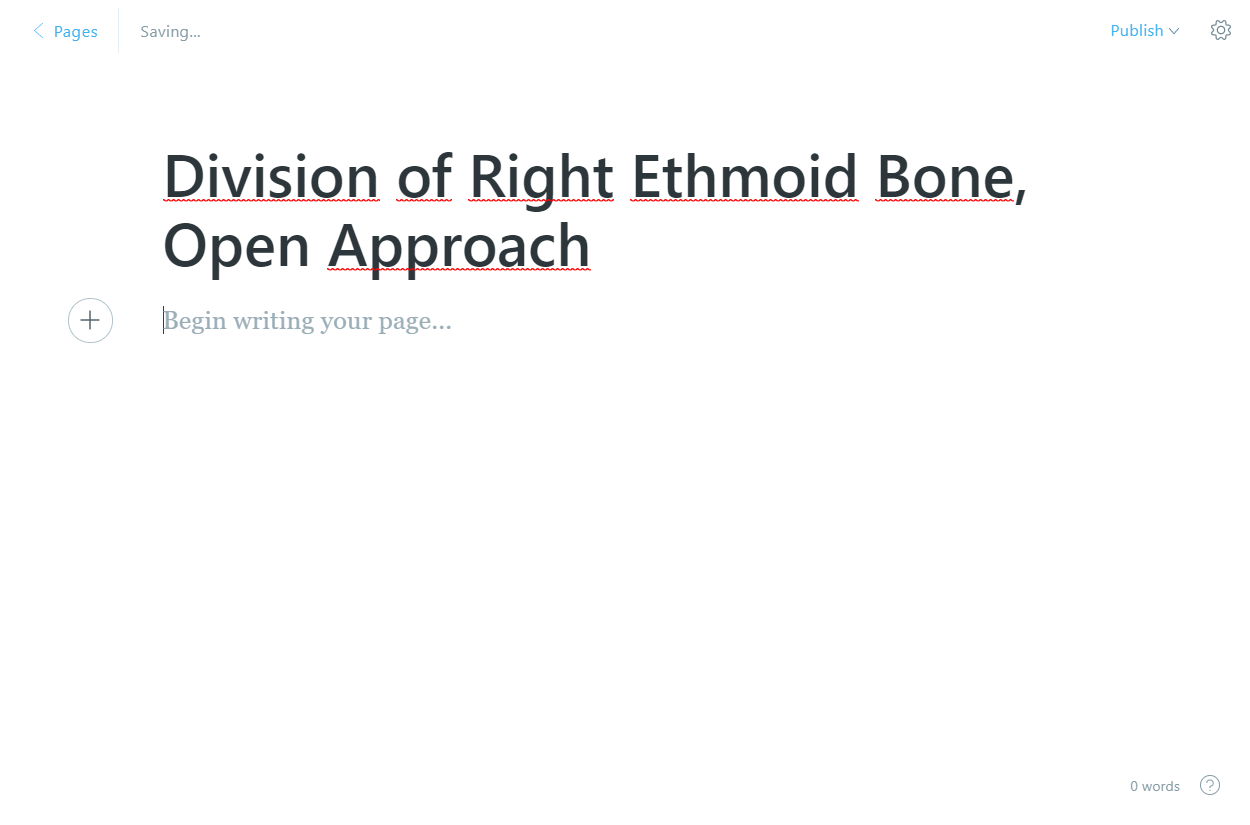 Pages
Saving...
Publish
Division of Right Ethmoid Bone,
Open Approach
Begin writing your page...
0 words
?